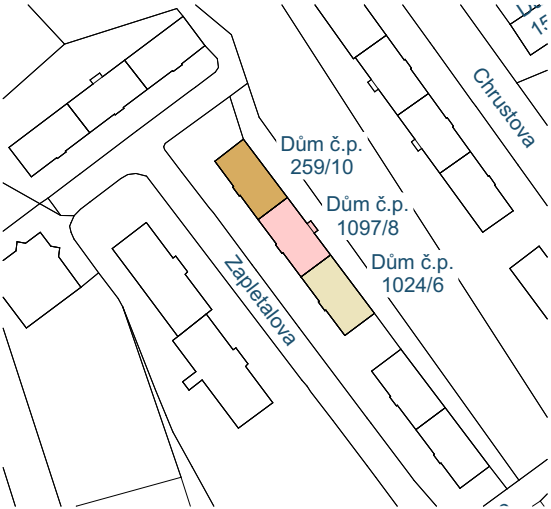 Chrustova
Dům č.p.
259/10
Dům č.p.
1097/8
Dům č.p.
1024/6
Zapletalova